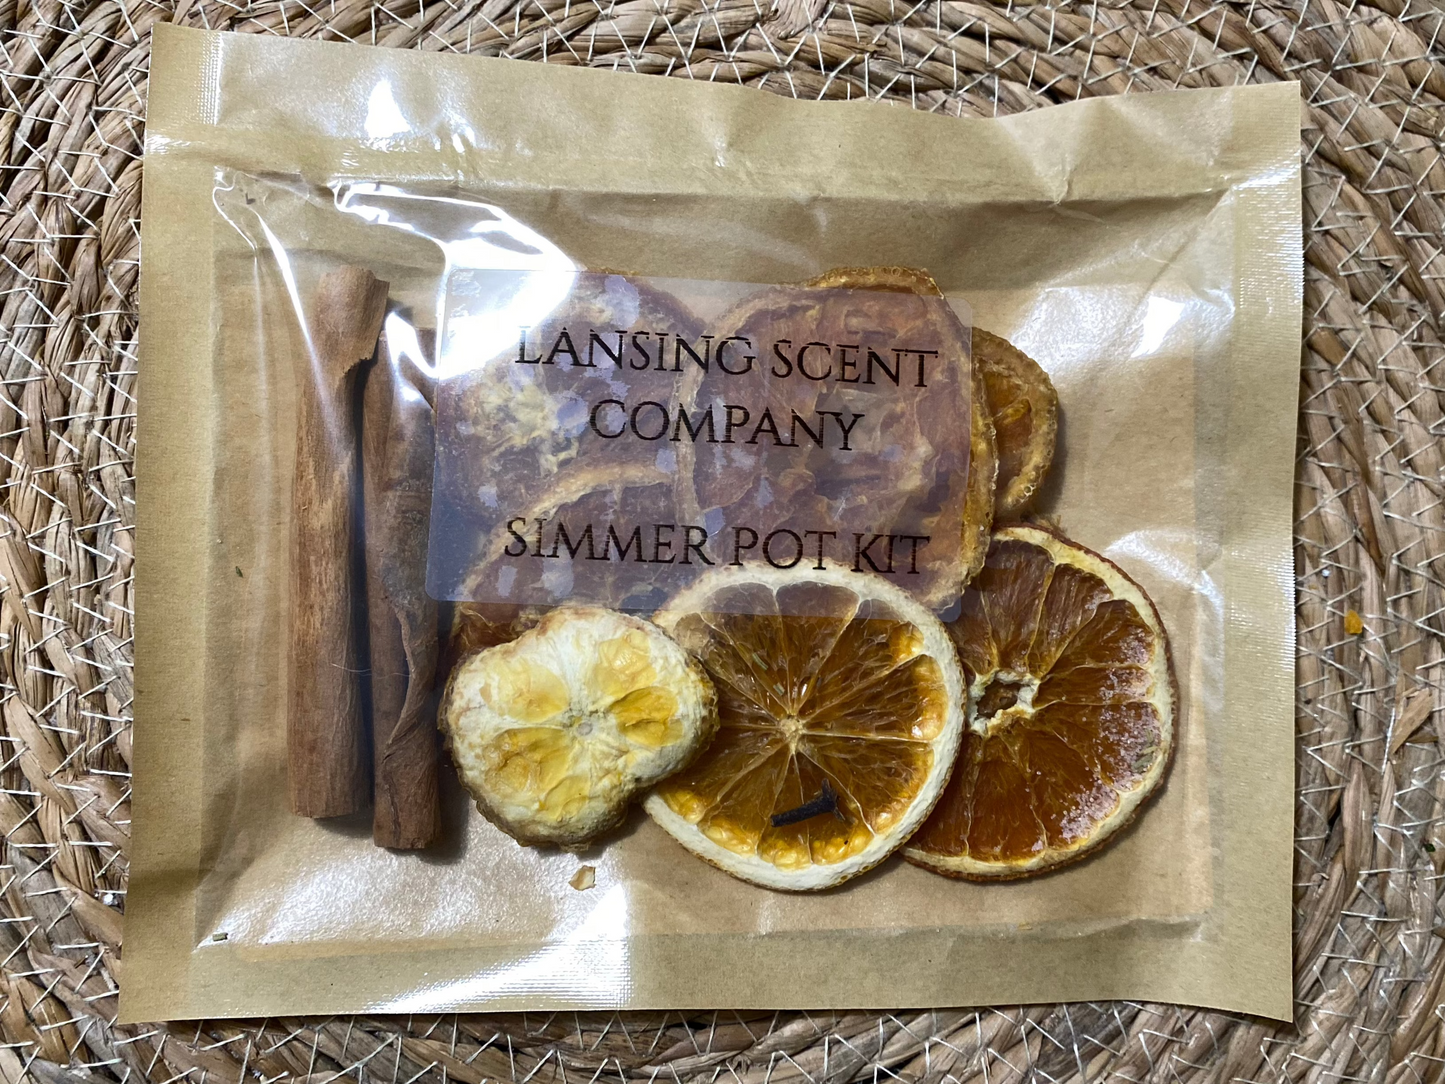 LANSING SCENT
COMPANY
SIMMER POT KIT